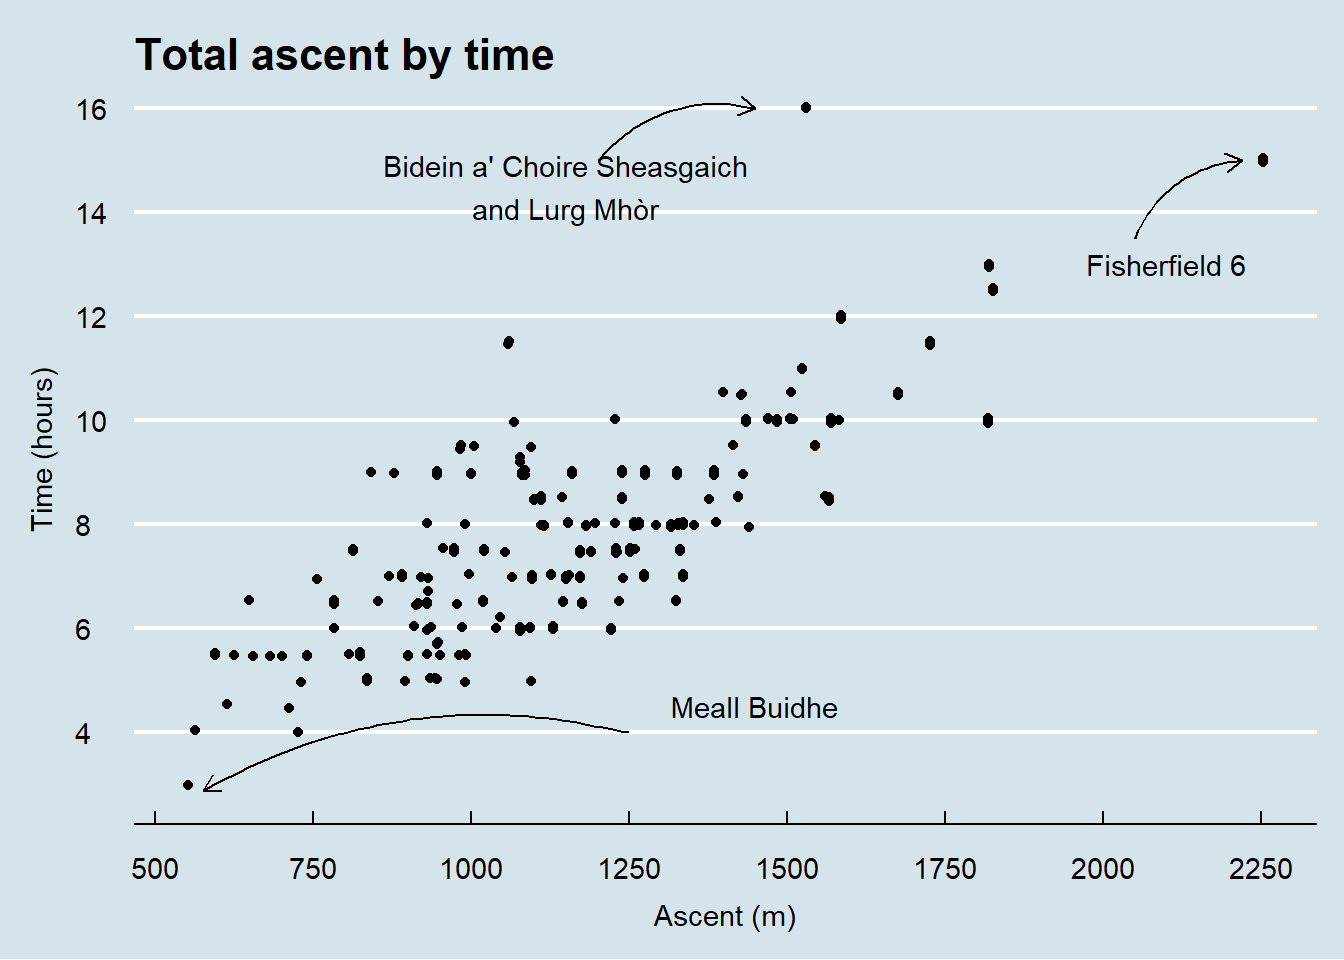 Total ascent by time
16
Bidein a' Choire Sheasgaich
and Lurg Mhòr
14
Fisherfield 6
12
10
8
6
Meall Buidhe
4
Time (hours)
500 750 1000 1250 1500 1750 2000 2250
Ascent (m)